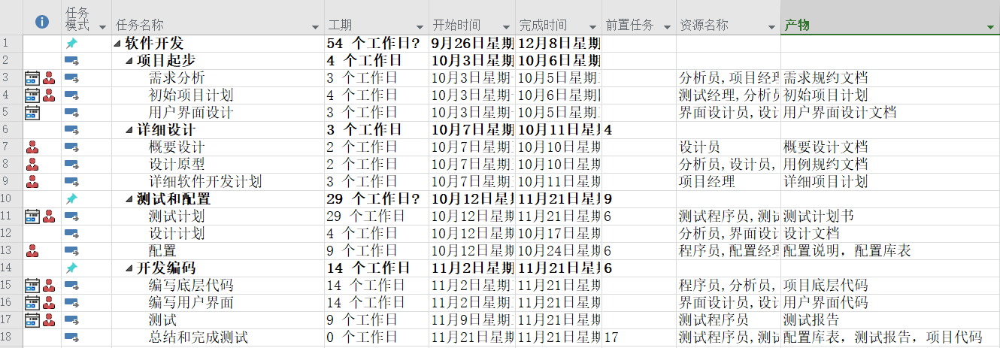 任务模式 任务名称 工期 开始时间 完成时间 前置任务 资源名称 产物
1 软件开发 54 个工作日? 9月26日星期 12月8日星期
2 项目起步 4 个工作日 10月3日星期 10月6日星期
3 需求分析 3 个工作日 10月3日星期 10月5日星期 分析员,项目经理 需求规约文档
4 初始项目计划 4 个工作日 10月3日星期 10月6日星期 测试经理,分析员 初始项目计划
5 用户界面设计 3 个工作日 10月3日星期 10月5日星期 界面设计员,设计 用户界面设计文档
6 详细设计 3 个工作日 10月7日星期 10月11日星期 4
7 概要设计 2 个工作日 10月7日星期 10月10日星期 设计员 概要设计文档
8 设计原型 2 个工作日 10月7日星期 10月10日星期 分析员,设计员, 用例规约文档
9 详细软件开发计划 3 个工作日 10月7日星期 10月11日星期 项目经理 详细项目计划
10 测试和配置 29 个工作日? 10月12日星期 11月21日星期 9
11 测试计划 29 个工作日 10月12日星期 11月21日星期 6 测试程序员,测试 测试计划书
12 设计计划 4 个工作日 10月12日星期 10月17日星期 分析员,界面设计 设计文档
13 配置 9 个工作日 10月12日星期 10月24日星期 6 程序员,配置经理 配置说明，配置库表
14 开发编码 14 个工作日 11月2日星期 11月21日星期 6
15 编写底层代码 14 个工作日 11月2日星期 11月21日星期 程序员,分析员, 项目底层代码
16 编写用户界面 14 个工作日 11月2日星期 11月21日星期 界面设计员,设计 用户界面代码
17 测试 9 个工作日 11月9日星期 11月21日星期 测试程序员 测试报告
18 总结和完成测试 0 个工作日 11月21日星期 11月21日星期 17 测试程序员,测试 配置库表，测试报告，项目代码